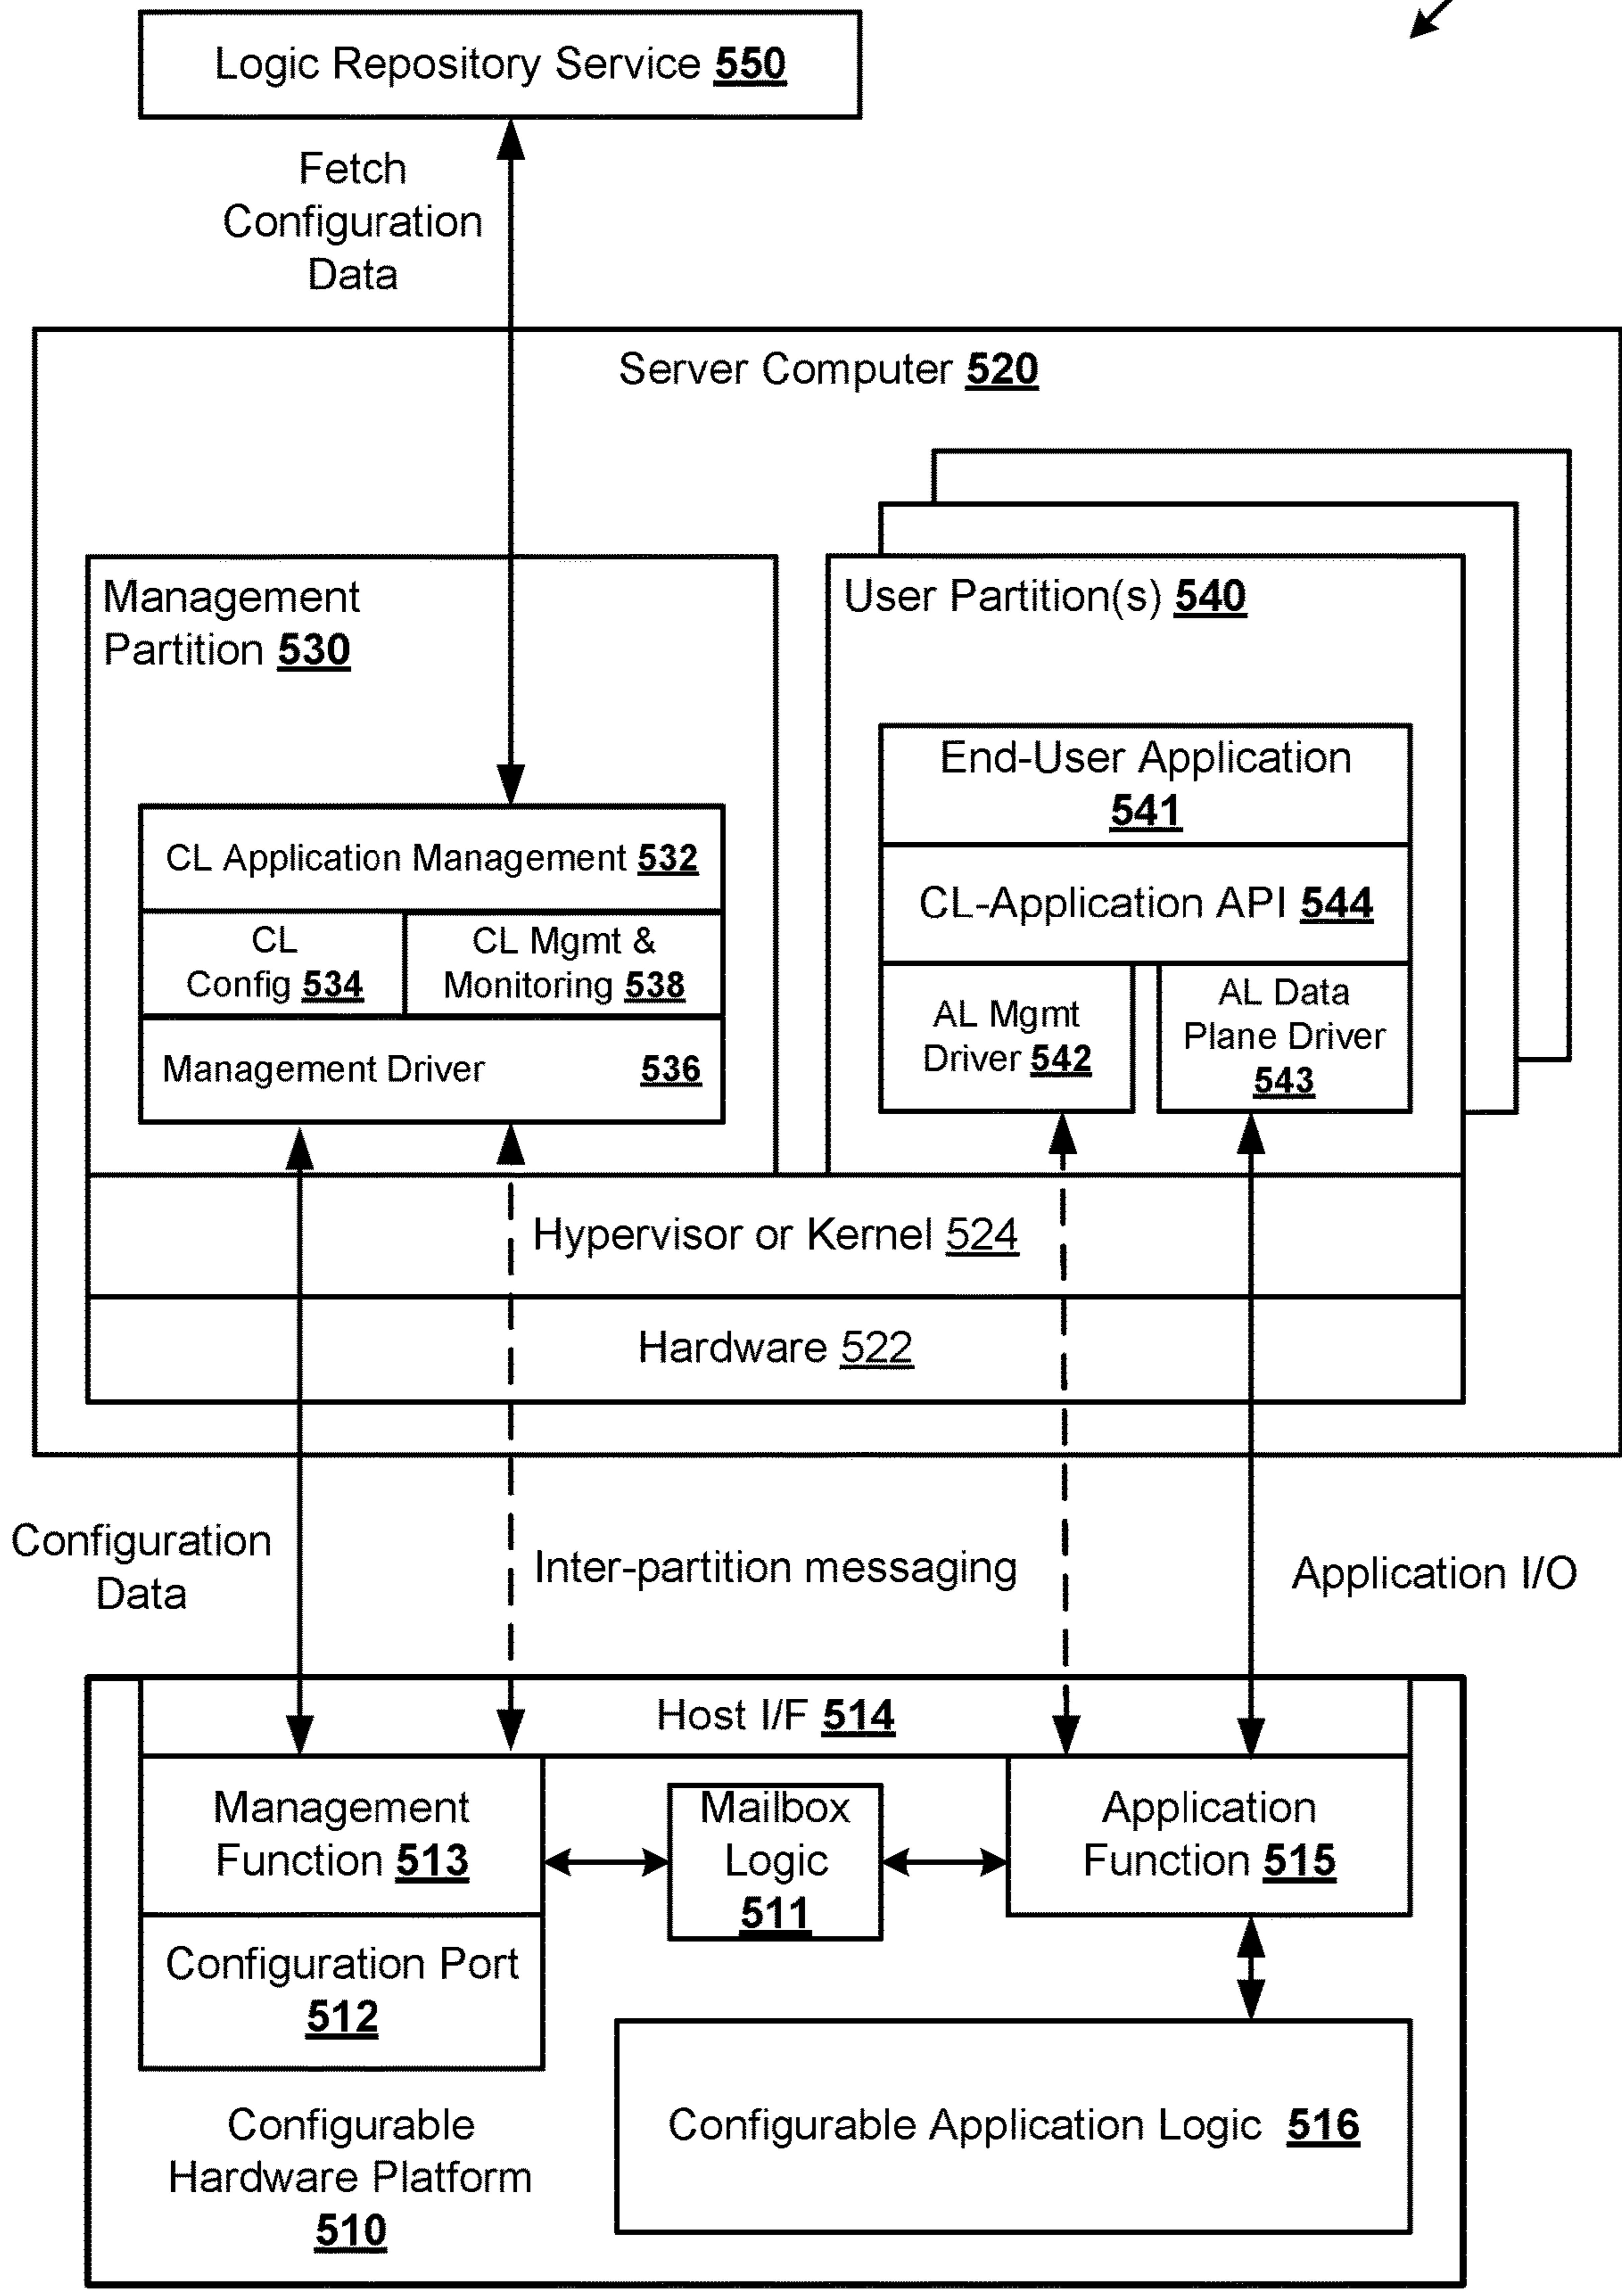 Logic Repository Service 550
Fetch
Configuration
Data
Server Computer 520
Management
Partition 530
User Partition(s) 540
End-User Application
541
CL Application Management 532
CL-Application API 544
CL
Config 534
CL Mgmt &
Monitoring 538
AL Mgmt
Driver 542
AL Data
Plane Driver
543
Management Driver 536
Hypervisor or Kernel 524
Hardware 522
Configuration
Data
Inter-partition messaging
Application I/O
Host I/F 514
Management
Function 513
Mailbox
Logic
511
Application
Function 515
Configuration Port
512
Configurable
Hardware Platform
510
Configurable Application Logic 516